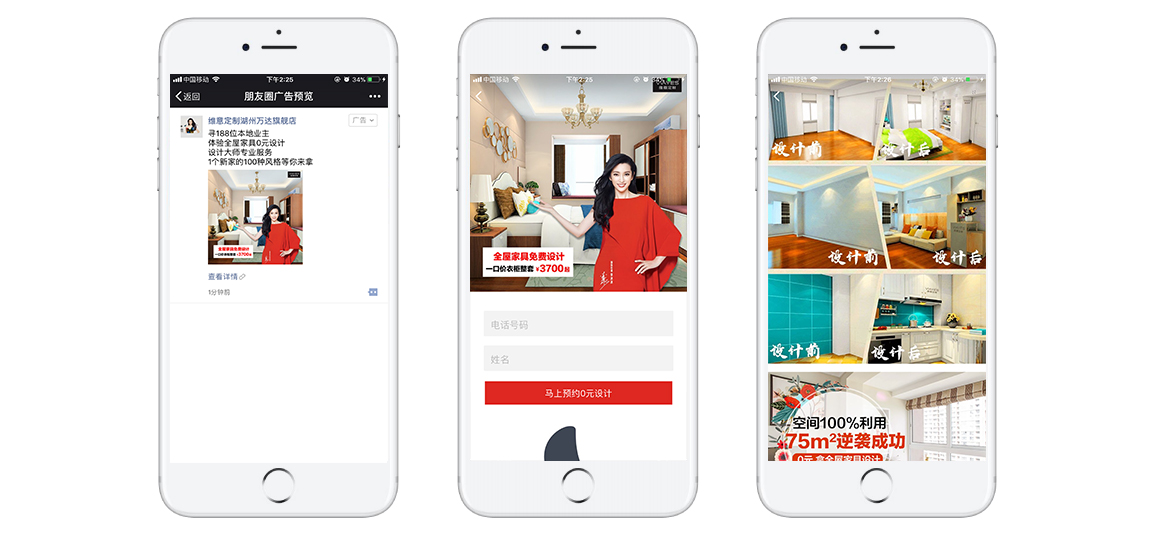 中国移动
下午2:25
34%
返回
朋友圈广告预览
维意定制湖州万达旗舰店
广告
寻188位本地业主
体验全屋家具0元设计
设计大师专业服务
1个新家的100种风格等你来拿
全屋家具免费设计
一口价衣柜整套 ¥3700起
查看详情
1分钟前
中国移动
下午2:25
34%
全屋家具免费设计
一口价衣柜整套 ¥3700起
电话号码
姓名
马上预约0元设计
中国移动
下午2:26
34%
设计前
设计后
设计前
设计后
设计前
设计后
空间100%利用
75m²逆袭成功
0元 拿全屋家具设计